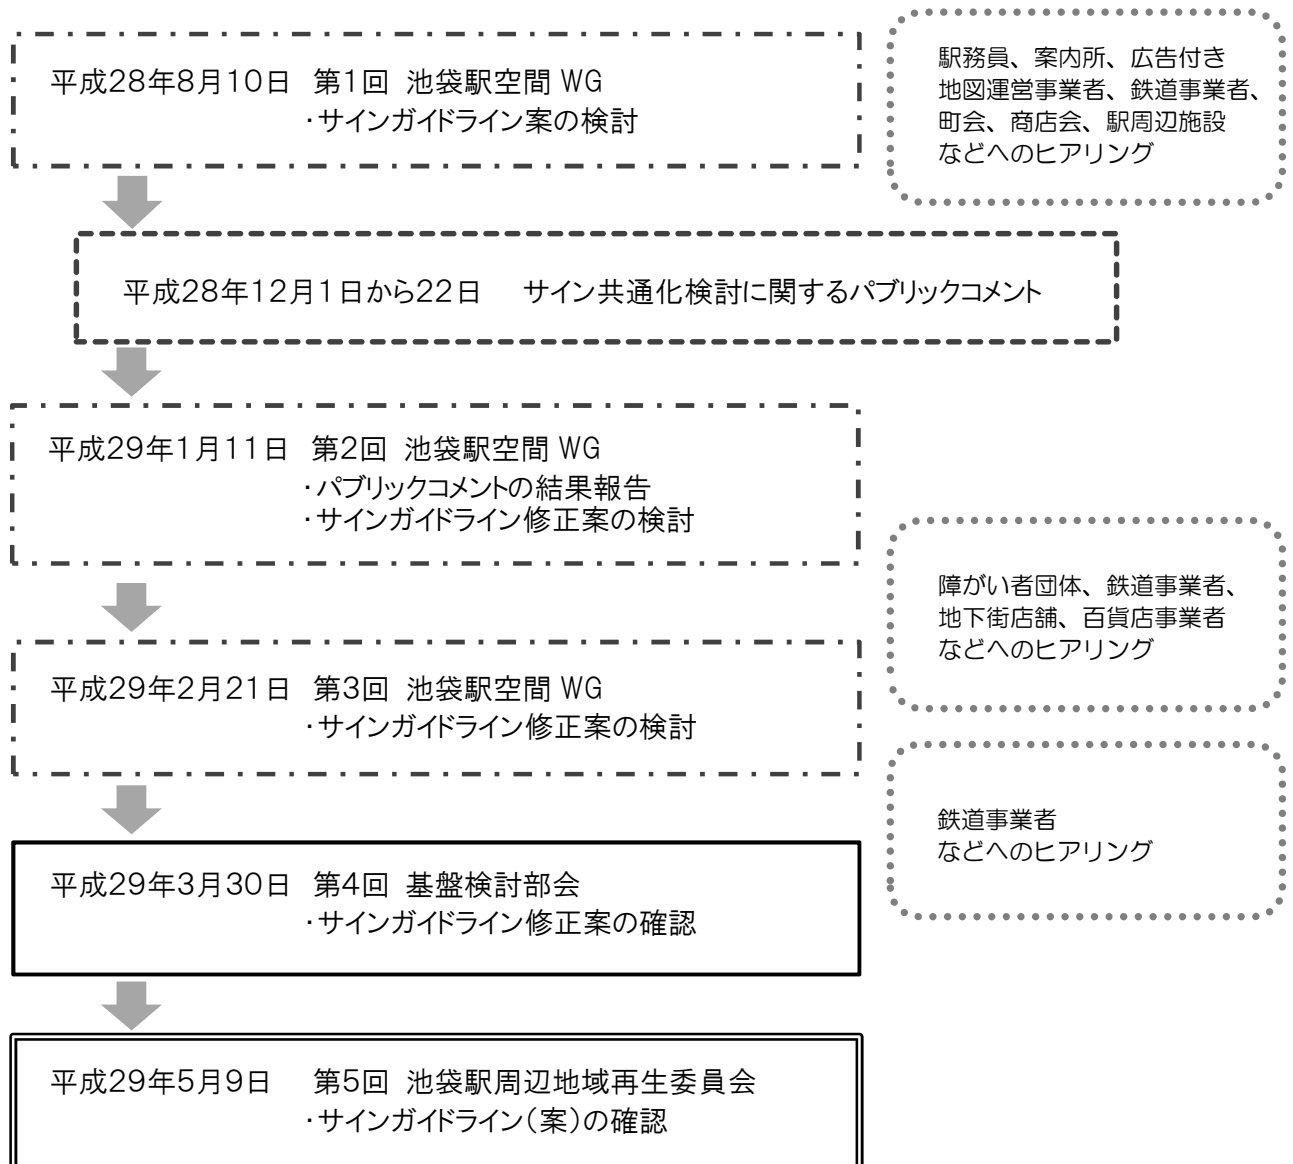 平成28年8月10日 第1回 池袋駅空間 WG
・サインガイドライン案の検討
駅務員、案内所、広告付き
地図運営事業者、鉄道事業者、
町会、商店会、駅周辺施設
などへのヒアリング
平成28年12月1日から22日 サイン共通化検討に関するパブリックコメント
平成29年1月11日 第2回 池袋駅空間 WG
・パブリックコメントの結果報告
・サインガイドライン修正案の検討
障がい者団体、鉄道事業者、
地下街店舗、百貨店事業者
などへのヒアリング
平成29年2月21日 第3回 池袋駅空間 WG
・サインガイドライン修正案の検討
鉄道事業者
などへのヒアリング
平成29年3月30日 第4回 基盤検討部会
・サインガイドライン修正案の確認
平成29年5月9日 第5回 池袋駅周辺地域再生委員会
・サインガイドライン(案)の確認